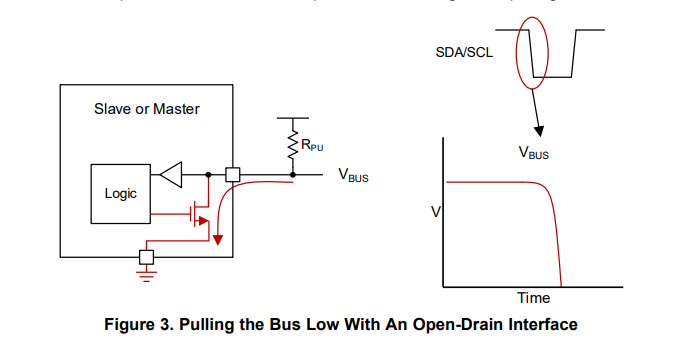 SDA/SCL
Slave or Master
RPU
VBUS
Logic
VBUS
V
Time
Figure 3. Pulling the Bus Low With An Open-Drain Interface